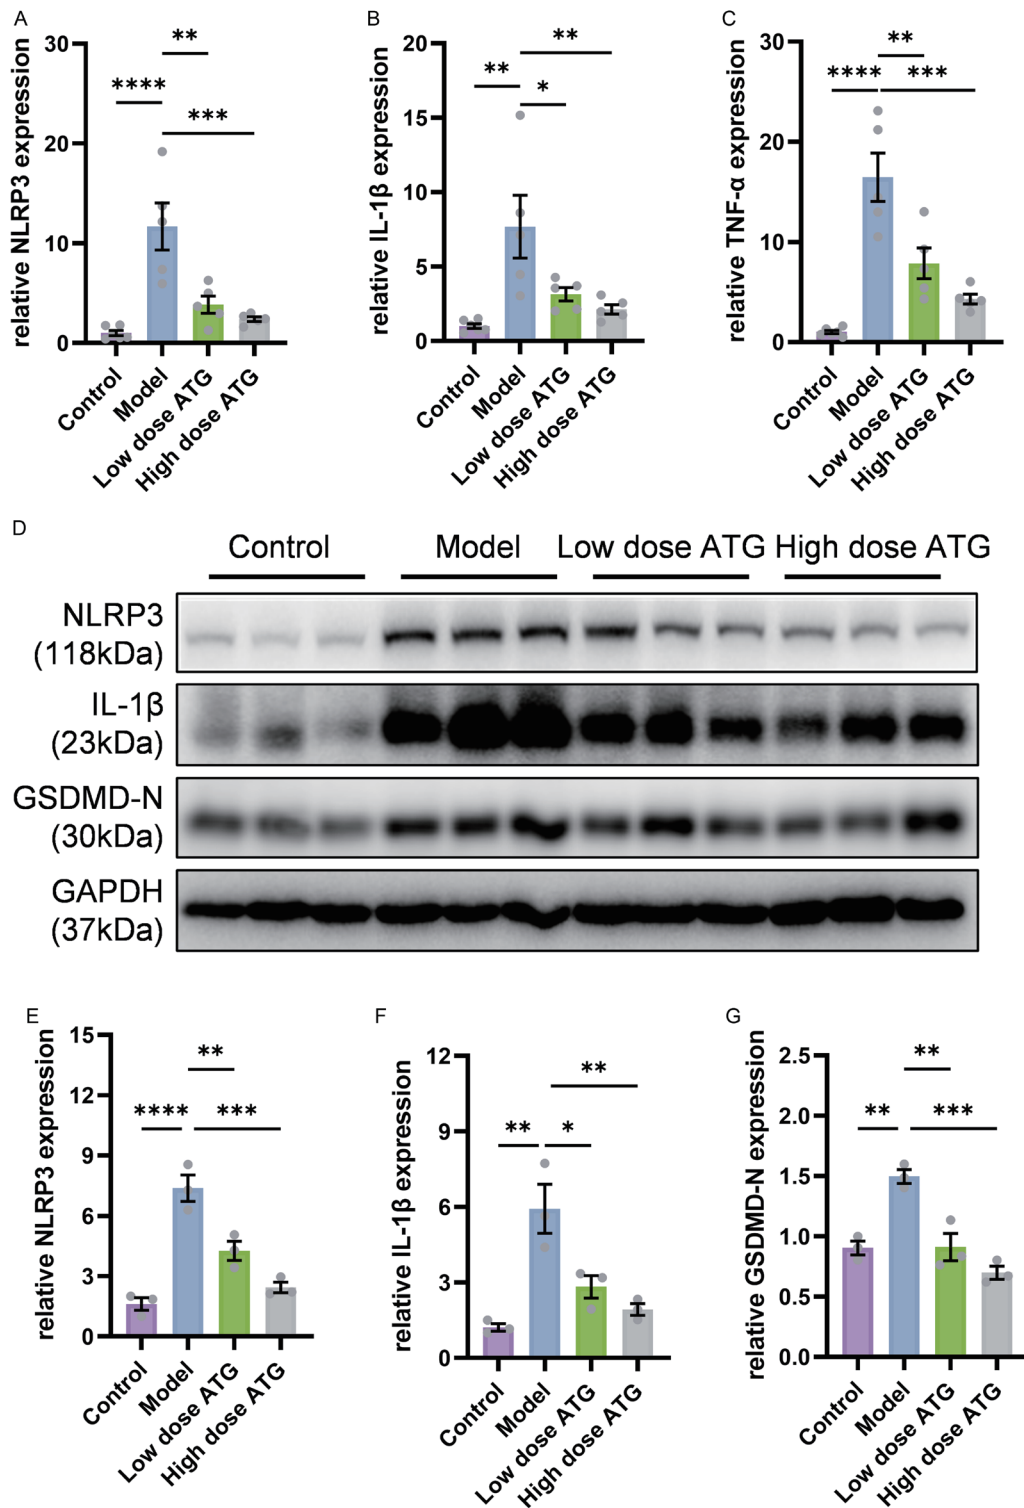 A
relative NLRP3 expression
30
20
10
0
**
****
***
Control
Model
Low dose ATG
High dose ATG
B
relative IL-1β expression
20
15
10
5
0
**
**
*
Control
Model
Low dose ATG
High dose ATG
C
relative TNF-α expression
30
20
10
0
**
****
***
Control
Model
Low dose ATG
High dose ATG
D
Control Model Low dose ATG High dose ATG
NLRP3
(118kDa)
IL-1β
(23kDa)
GSDMD-N
(30kDa)
GAPDH
(37kDa)
E
relative NLRP3 expression
15
12
9
6
3
0
**
****
***
Control
Model
Low dose ATG
High dose ATG
F
relative IL-1β expression
12
9
6
3
0
**
**
*
Control
Model
Low dose ATG
High dose ATG
G
relative GSDMD-N expression
2.5
2.0
1.5
1.0
0.5
0.0
**
**
***
Control
Model
Low dose ATG
High dose ATG